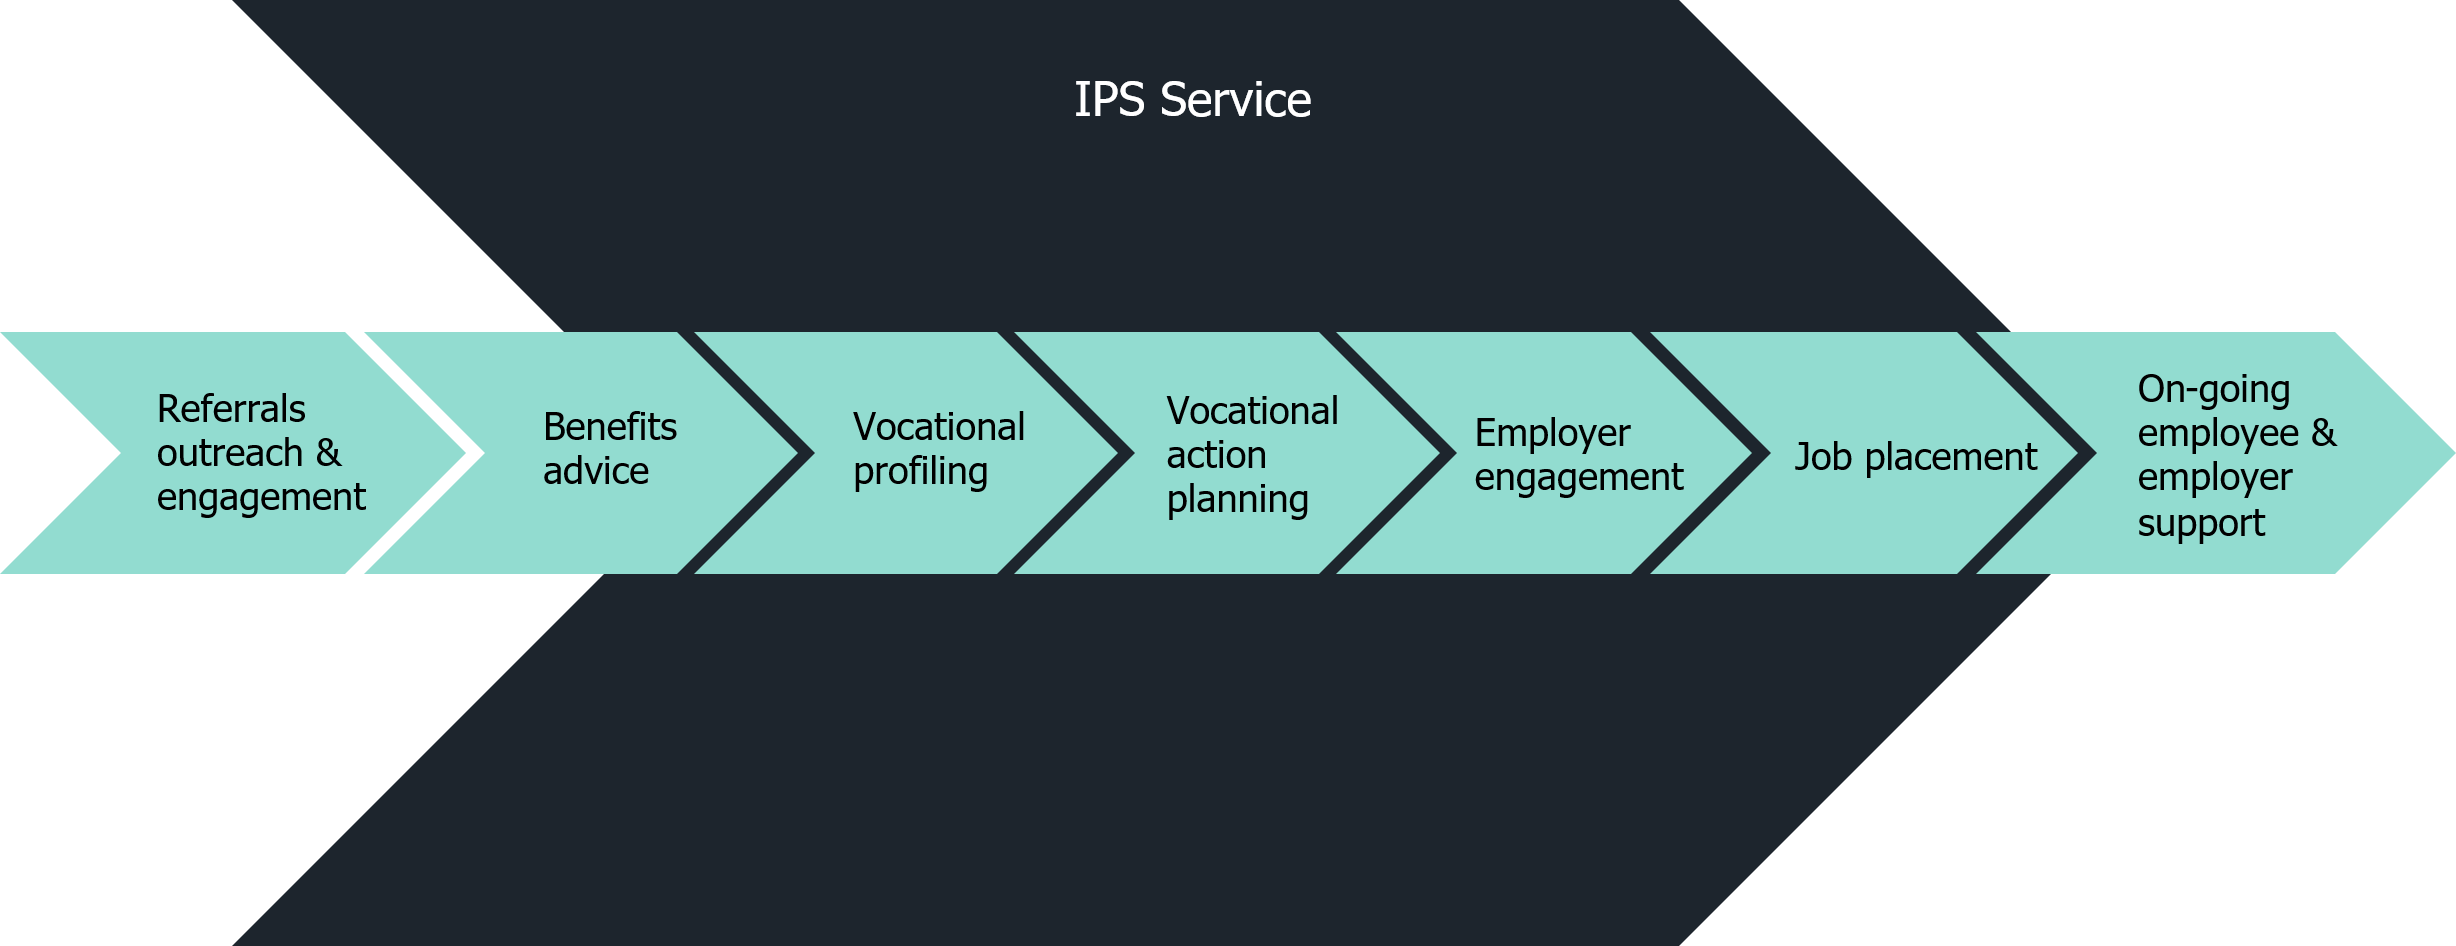 IPS Service
Referrals
outreach &
engagement
Benefits
advice
Vocational
profiling
Vocational
action
planning
Employer
engagement
Job placement
On-going
employee &
employer
support